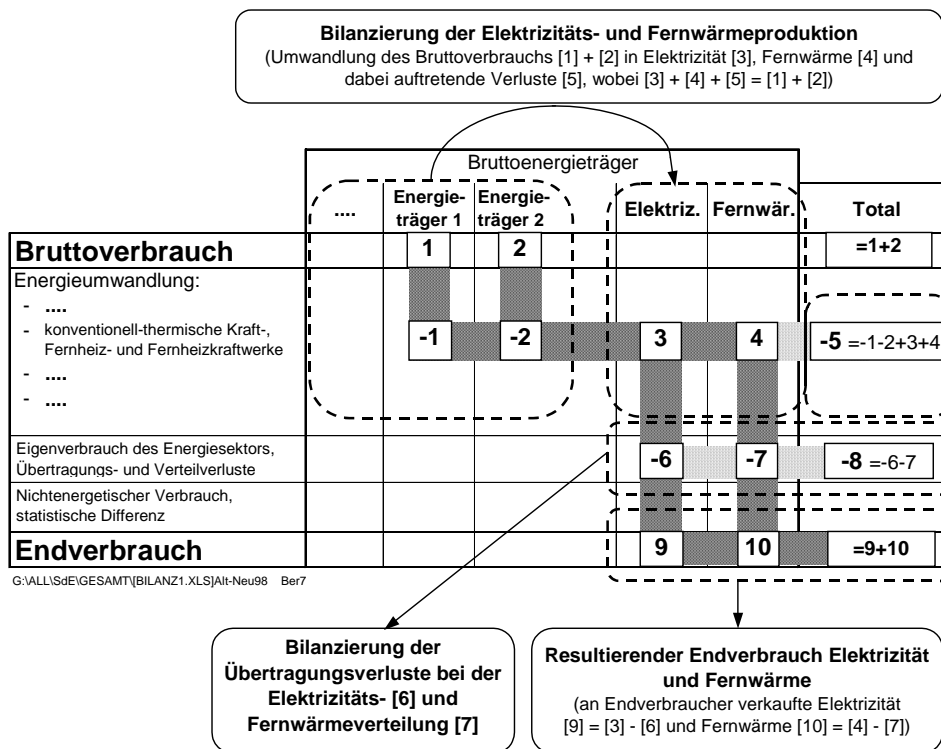 Bilanzierung der Elektrizitäts- und Fernwärmeproduktion
(Umwandlung des Bruttoverbrauchs [1] + [2] in Elektrizität [3], Fernwärme [4] und
dabei auftretende Verluste [5], wobei [3] + [4] + [5] = [1] + [2])
Bruttoenergieträger
.... Energie- Energie- Elektriz. Fernwär. Total
träger 1 träger 2
Bruttoverbrauch 1 2 =1+2
Energieumwandlung:
- ....
- konventionell-thermische Kraft-, -1 -2 3 4 -5 =-1-2+3+4
Fernheiz- und Fernheizkraftwerke
- ....
- ....
Eigenverbrauch des Energiesektors,
Übertragungs- und Verteilverluste -6 -7 -8 =-6-7
Nichtenergetischer Verbrauch,
statistische Differenz
Endverbrauch 9 10 =9+10
G:\ALL\SdE\GESAMT\[BILANZ1.XLS]Alt-Neu98 Ber7
Bilanzierung der
Übertragungsverluste bei der
Elektrizitäts- [6] und
Fernwärmeverteilung [7]
Resultierender Endverbrauch Elektrizität
und Fernwärme
(an Endverbraucher verkaufte Elektrizität
[9] = [3] - [6] und Fernwärme [10] = [4] - [7])